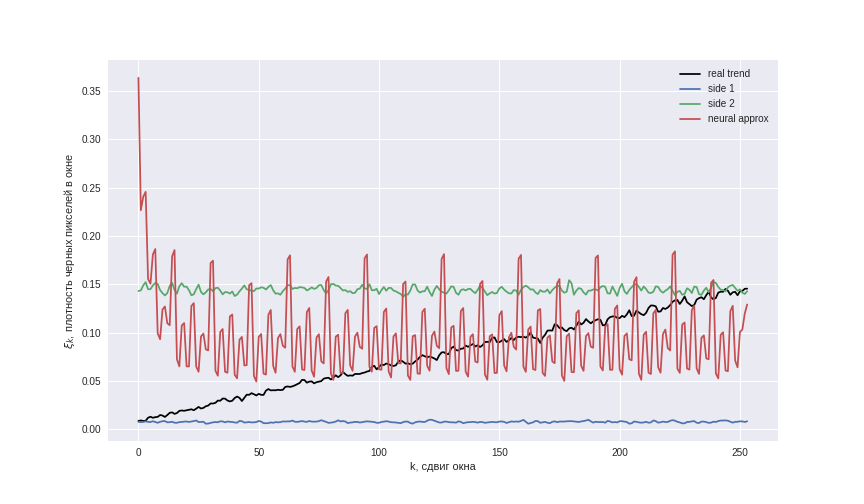 real trend
side 1
side 2
neural approx
0.35
0.30
0.25
0.20
0.15
0.10
0.05
0.00
ξk, плотность черных пикселей в окне
0 50 100 150 200 250
k, сдвиг окна